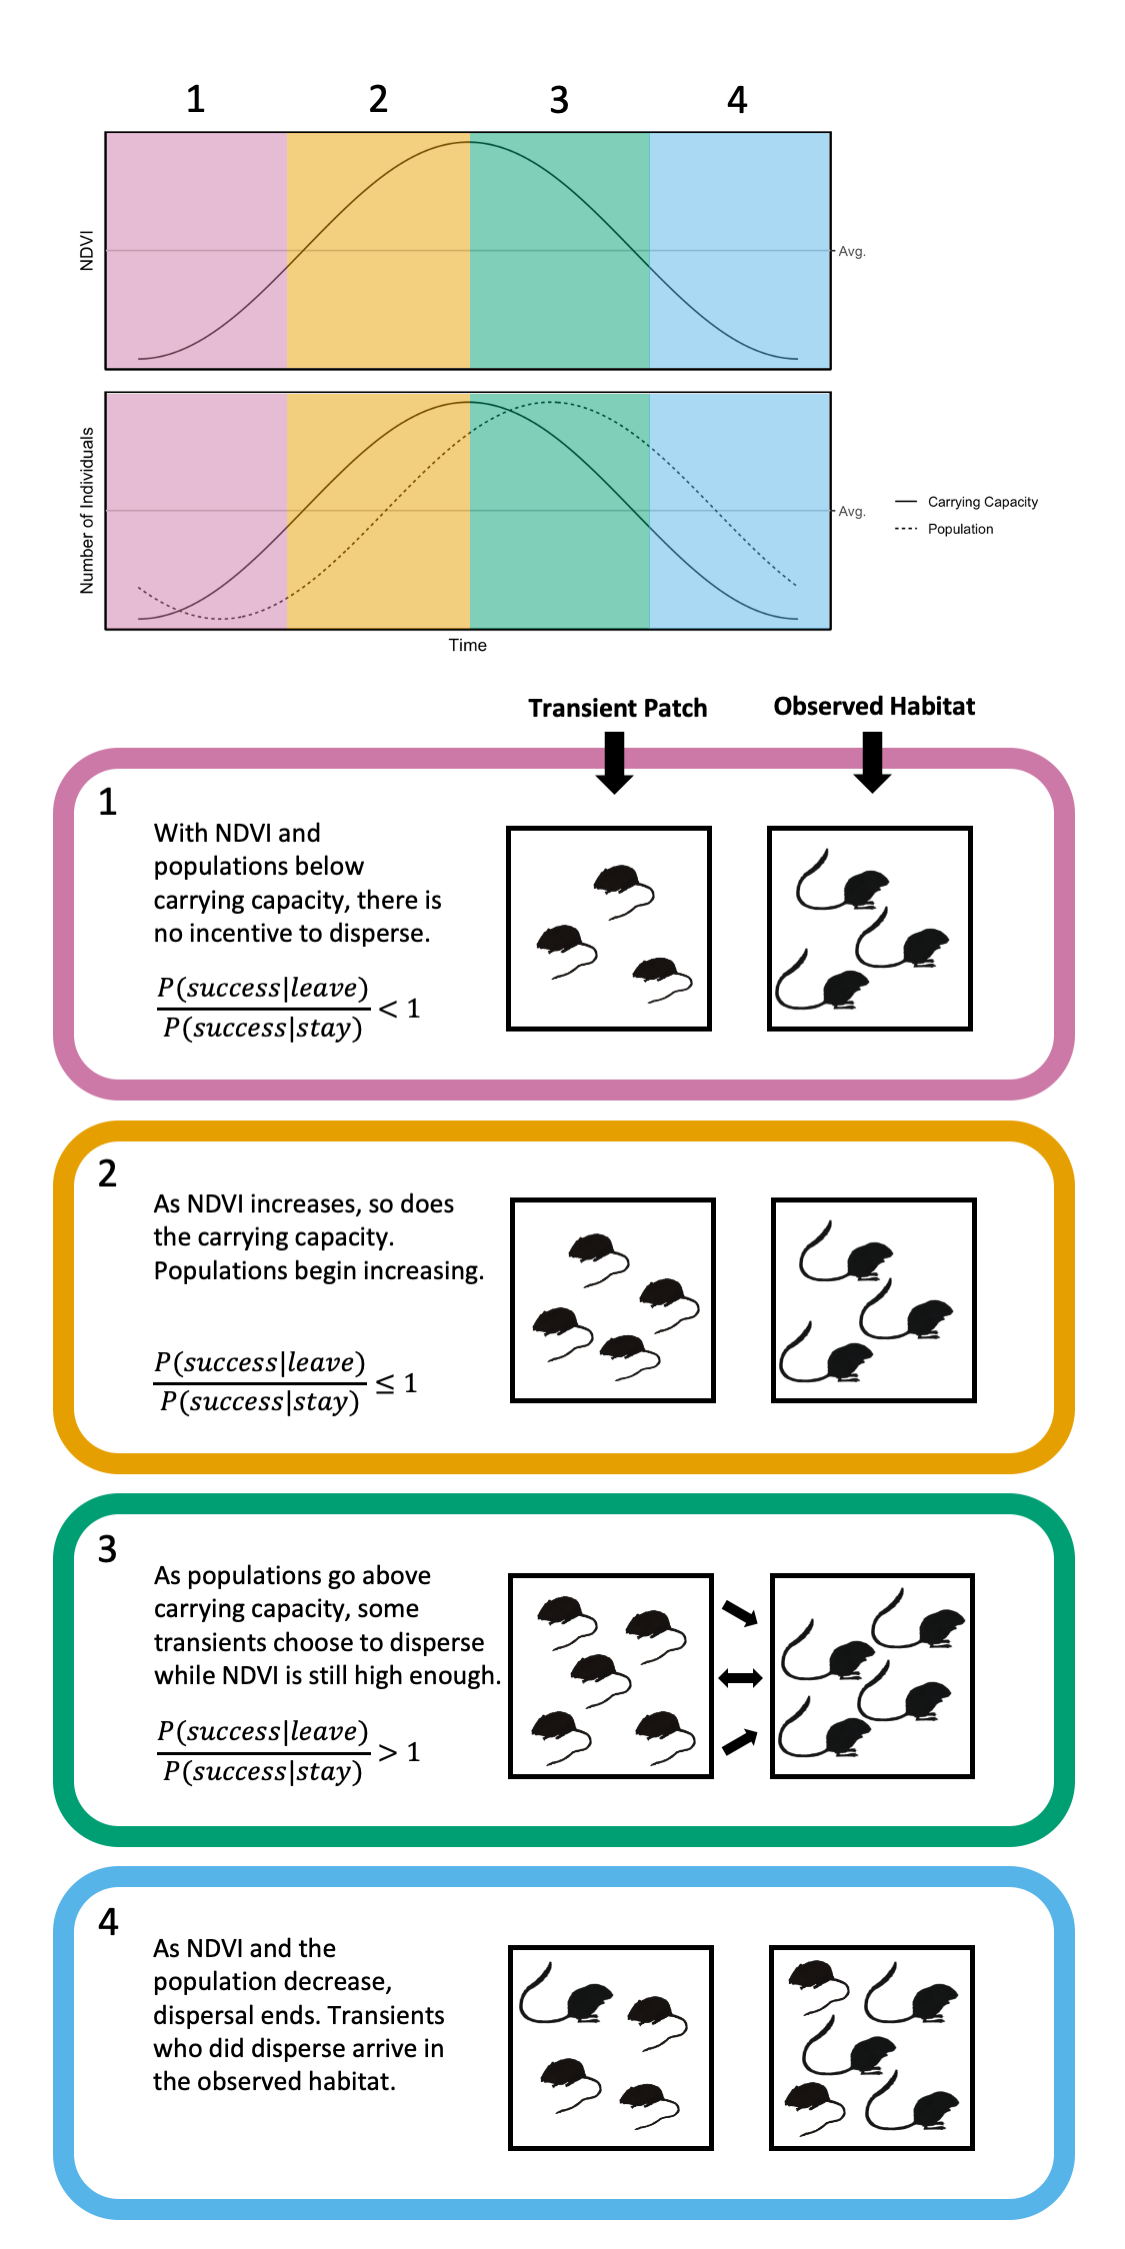 1 2 3 4
NDVI
Avg.
Number of Individuals
Avg.
Carrying Capacity
Population
Time
Transient Patch Observed Habitat
1
With NDVI and
populations below
carrying capacity, there is
no incentive to disperse.
P(success|leave)
P(success|stay)
< 1
2
As NDVI increases, so does
the carrying capacity.
Populations begin increasing.
P(success|leave)
P(success|stay)
≤ 1
3
As populations go above
carrying capacity, some
transients choose to disperse
while NDVI is still high enough.
P(success|leave)
P(success|stay)
> 1
4
As NDVI and the
population decrease,
dispersal ends. Transients
who did disperse arrive in
the observed habitat.